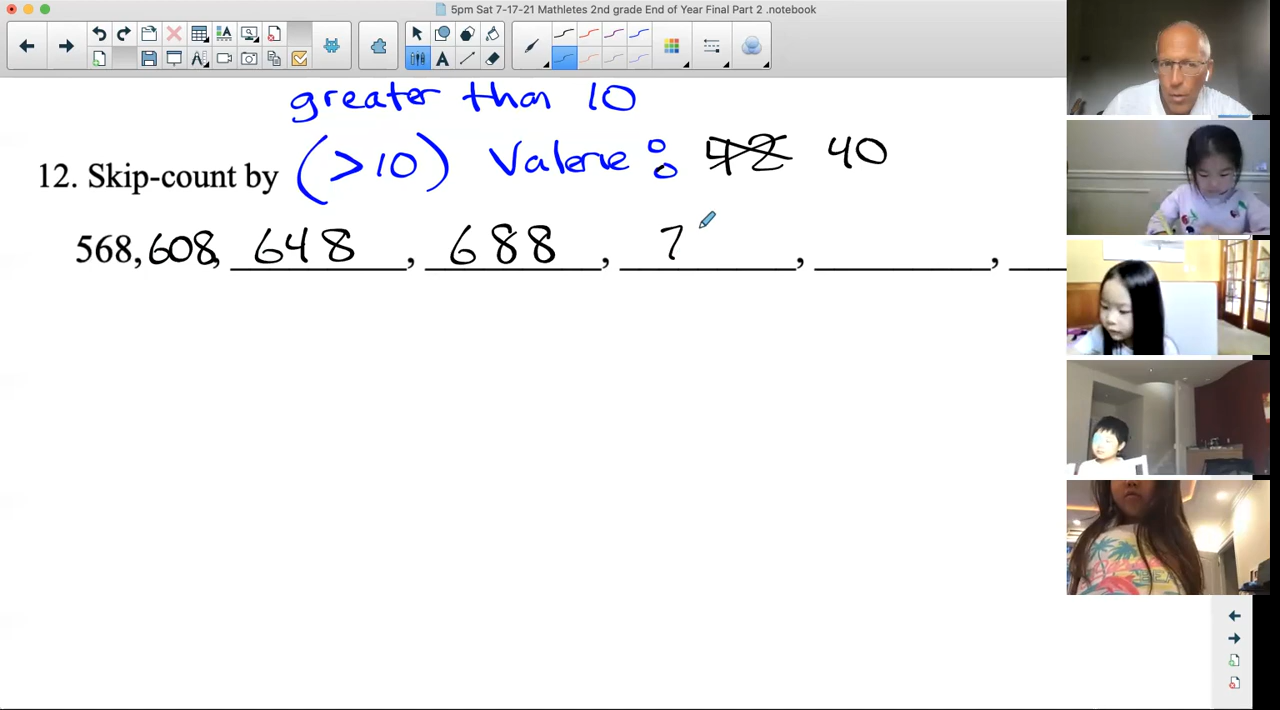 5pm Sat 7-17-21 Mathletes 2nd grade End of Year Final Part 2 .notebook
greater than 10
12. Skip-count by (>10) Valerie: 42 40
568, 608, 648, 688, 7